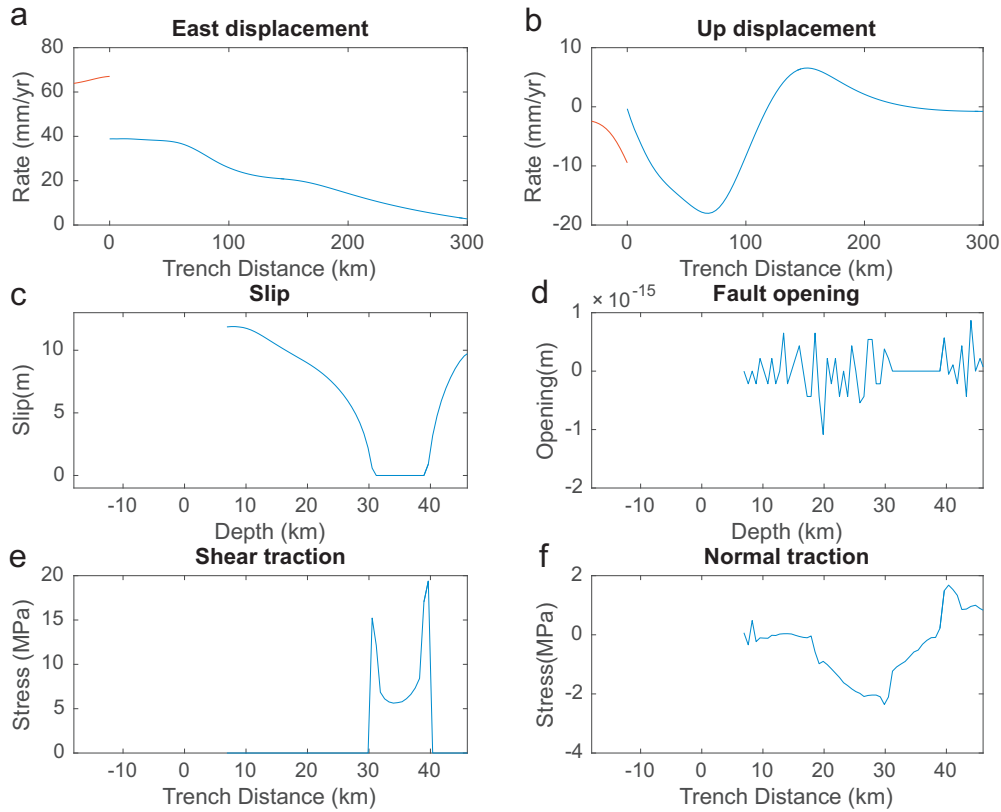 a
East displacement
80
60
40
20
0
Rate (mm/yr)
0
100
200
300
Trench Distance (km)
b
Up displacement
10
0
-10
-20
Rate (mm/yr)
0
100
200
300
Trench Distance (km)
c
Slip
10
5
0
Slip(m)
-10
0
10
20
30
40
Depth (km)
d
Fault opening
1 × 10-15
0
-1
-2
Opening(m)
-10
0
10
20
30
40
Depth (km)
e
Shear traction
20
15
10
5
0
Stress (MPa)
-10
0
10
20
30
40
Trench Distance (km)
f
Normal traction
2
0
-2
-4
Stress(MPa)
-10
0
10
20
30
40
Trench Distance (km)